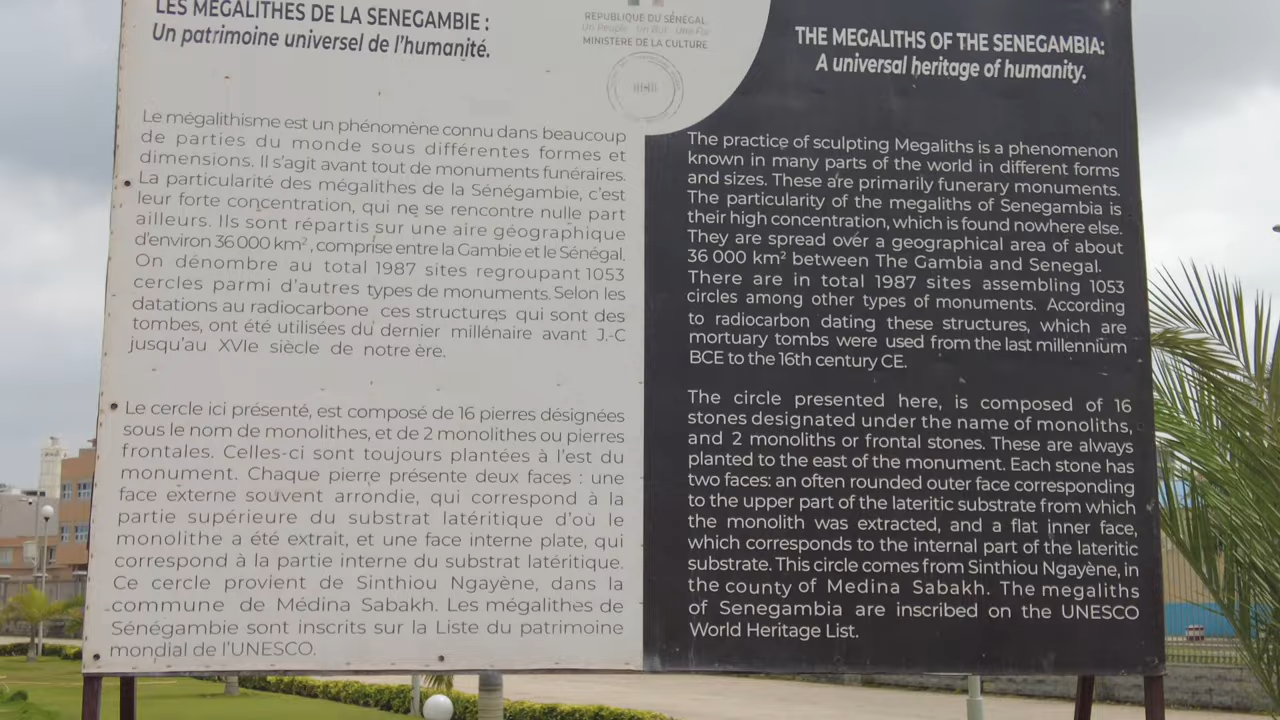 LES MÉGALITHES DE LA SENEGAMBIE :
Un patrimoine universel de l'humanité.
REPUBLIQUE DU SÉNÉGAL
Un Peuple - Un But - Une Foi
MINISTÈRE DE LA CULTURE
Le mégalithisme est un phénomène connu dans beaucoup
de parties du monde sous différentes formes et
dimensions. Il s'agit avant tout de monuments funéraires.
La particularité des mégalithes de la Sénégambie, c'est
leur forte concentration, qui ne se rencontre nulle part
ailleurs. Ils sont répartis sur une aire géographique
d'environ 36 000 km², comprise entre la Gambie et le Sénégal.
On dénombre au total 1987 sites regroupant 1053
cercles parmi d'autres types de monuments. Selon les
datations au radiocarbone ces structures qui sont des
tombes, ont été utilisées du dernier millénaire avant J.-C
jusqu'au XVIe siècle de notre ère.
Le cercle ici présenté, est composé de 16 pierres désignées
sous le nom de monolithes, et de 2 monolithes ou pierres
frontales. Celles-ci sont toujours plantées à l'est du
monument. Chaque pierre présente deux faces : une
face externe souvent arrondie, qui correspond à la
partie supérieure du substrat latéritique d'où le
monolithe a été extrait, et une face interne plate, qui
correspond à la partie interne du substrat latéritique.
Ce cercle provient de Sinthiou Ngayène, dans la
commune de Médina Sabakh. Les mégalithes de
Sénégambie sont inscrits sur la Liste du patrimoine
mondial de l'UNESCO.
THE MEGALITHS OF THE SENEGAMBIA:
A universal heritage of humanity.
The practice of sculpting Megaliths is a phenomenon
known in many parts of the world in different forms
and sizes. These are primarily funerary monuments.
The particularity of the megaliths of Senegambia is
their high concentration, which is found nowhere else.
They are spread over a geographical area of about
36 000 km² between The Gambia and Senegal.
There are in total 1987 sites assembling 1053
circles among other types of monuments. According
to radiocarbon dating these structures, which are
mortuary tombs were used from the last millennium
BCE to the 16th century CE.
The circle presented here, is composed of 16
stones designated under the name of monoliths,
and 2 monoliths or frontal stones. These are always
planted to the east of the monument. Each stone has
two faces: an often rounded outer face corresponding
to the upper part of the lateritic substrate from which
the monolith was extracted, and a flat inner face,
which corresponds to the internal part of the lateritic
substrate. This circle comes from Sinthiou Ngayène, in
the county of Medina Sabakh. The megaliths
of Senegambia are inscribed on the UNESCO
World Heritage List.